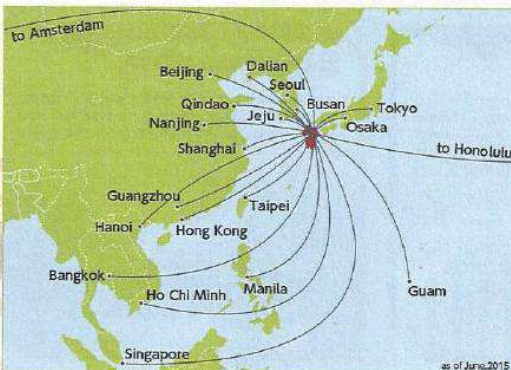 to Amsterdam
Dalian
Beijing
Seoul
Qindao
Busan
Tokyo
Nanjing
Jeju
Osaka
Shanghai
to Honolulu
Guangzhou
Taipei
Hanoi
Hong Kong
Bangkok
Manila
Guam
Ho Chi Minh
Singapore
as of June,2015